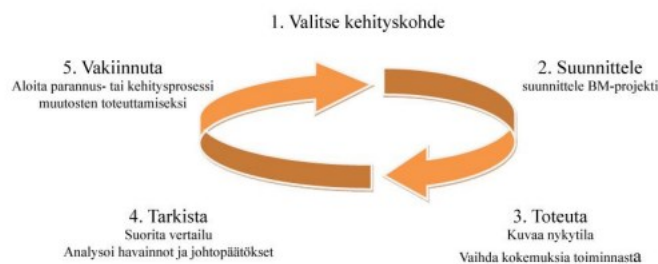 1. Valitse kehityskohde
2. Suunnittele
suunnittele BM-projekti
3. Toteuta
Kuvaa nykytila
Vaihda kokemuksia toiminnasta
4. Tarkista
Suorita vertailu
Analysoi havainnot ja johtopäätökset
5. Vakiinnuta
Aloita parannus- tai kehitysprosessi
muutosten toteuttamiseksi